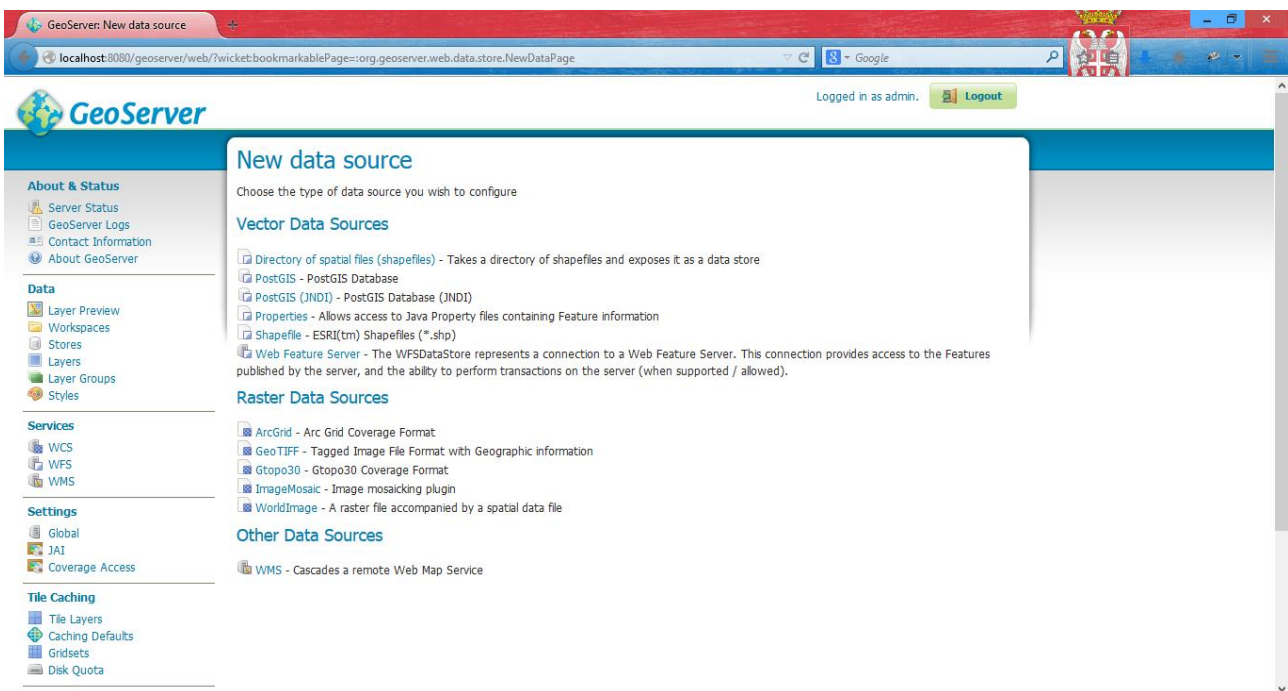 GeoServer: New data source
localhost:8080/geoserver/web/?wicket:bookmarkablePage=:org.geoserver.web.data.store.NewDataPage
Google
GeoServer
Logged in as admin.
Logout
About & Status
Server Status
GeoServer Logs
Contact Information
About GeoServer
Data
Layer Preview
Workspaces
Stores
Layers
Layer Groups
Styles
Services
WCS
WFS
WMS
Settings
Global
JAI
Coverage Access
Tile Caching
Tile Layers
Caching Defaults
Gridsets
Disk Quota
New data source
Choose the type of data source you wish to configure
Vector Data Sources
Directory of spatial files (shapefiles) - Takes a directory of shapefiles and exposes it as a data store
PostGIS - PostGIS Database
PostGIS (JNDI) - PostGIS Database (JNDI)
Properties - Allows access to Java Property files containing Feature information
Shapefile - ESRI(tm) Shapefiles (*.shp)
Web Feature Server - The WFSDataStore represents a connection to a Web Feature Server. This connection provides access to the Features
published by the server, and the ability to perform transactions on the server (when supported / allowed).
Raster Data Sources
ArcGrid - Arc Grid Coverage Format
GeoTIFF - Tagged Image File Format with Geographic information
Gtopo30 - Gtopo30 Coverage Format
ImageMosaic - Image mosaicking plugin
WorldImage - A raster file accompanied by a spatial data file
Other Data Sources
WMS - Cascades a remote Web Map Service